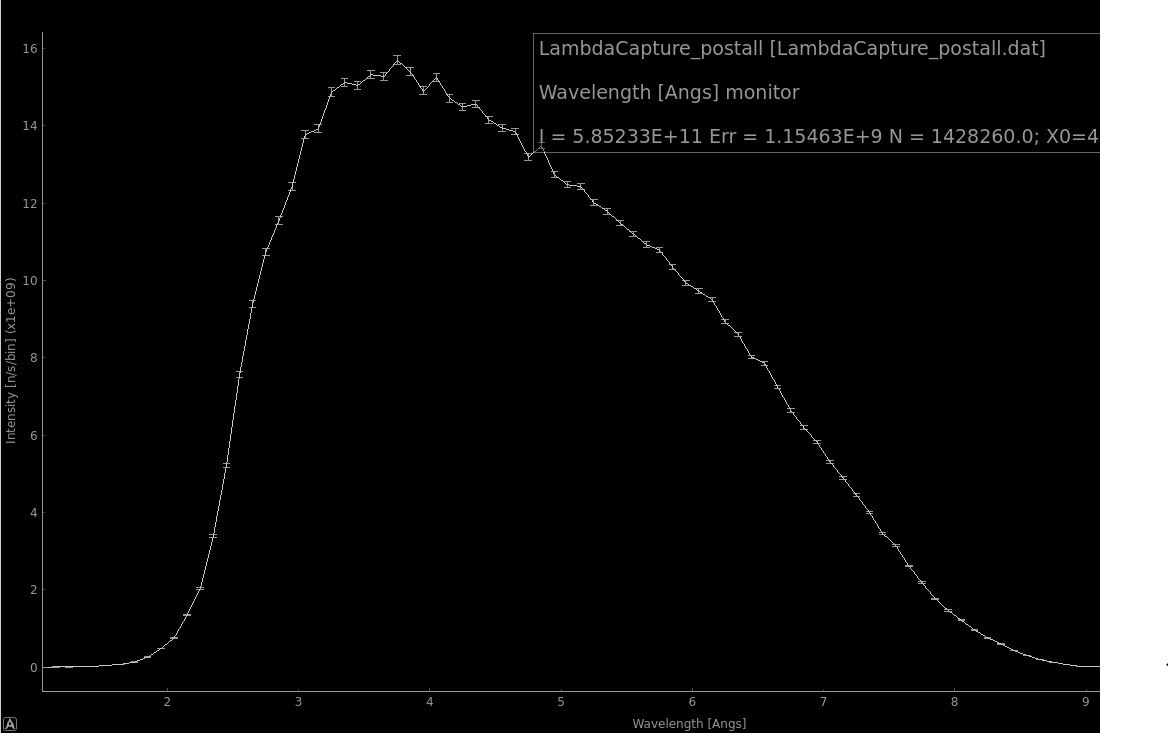 LambdaCapture_postall [LambdaCapture_postall.dat]
Wavelength [Angs] monitor
I = 5.85233E+11 Err = 1.15463E+9 N = 1428260.0; X0=4
16
14
12
10
8
6
4
2
0
Intensity [n/s/bin] (x1e+09)
2 3 4 5 6 7 8 9
Wavelength [Angs]
A